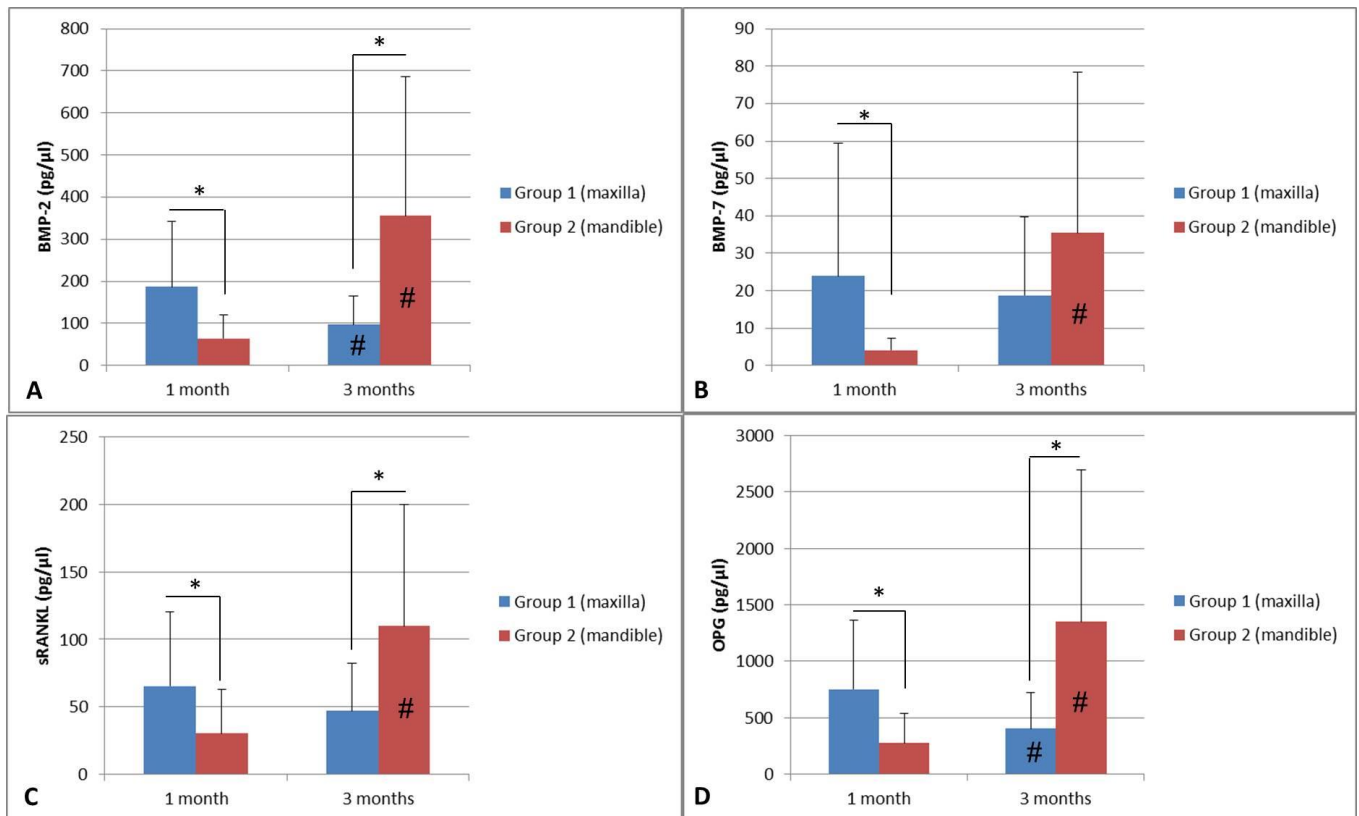 800
700
600
500
400
300
200
100
0
BMP-2 (pg/µl)
*
*
#
#
1 month
3 months
Group 1 (maxilla)
Group 2 (mandible)
A
90
80
70
60
50
40
30
20
10
0
BMP-7 (pg/µl)
*
#
1 month
3 months
Group 1 (maxilla)
Group 2 (mandible)
B
250
200
150
100
50
0
sRANKL (pg/µl)
*
*
#
1 month
3 months
Group 1 (maxilla)
Group 2 (mandible)
C
3000
2500
2000
1500
1000
500
0
OPG (pg/µl)
*
*
#
#
1 month
3 months
Group 1 (maxilla)
Group 2 (mandible)
D